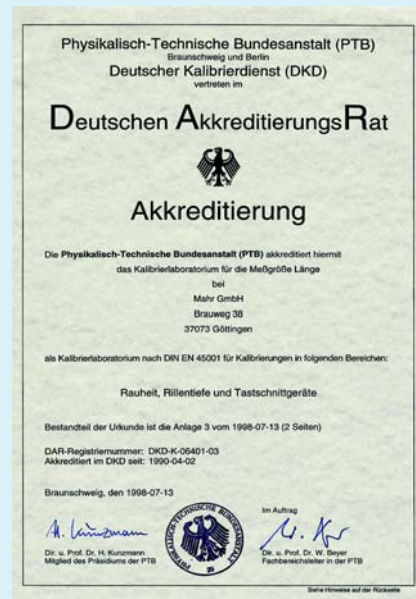 Physikalisch-Technische Bundesanstalt (PTB)
Braunschweig und Berlin
Deutscher Kalibrierdienst (DKD)
vertreten im
Deutschen AkkreditierungsRat
Akkreditierung
Die Physikalisch-Technische Bundesanstalt (PTB) akkreditiert hiermit
das Kalibrierlaboratorium für die Meßgröße Länge
bei
Mahr GmbH
Brauweg 38
37073 Göttingen
als Kalibrierlaboratorium nach DIN EN 45001 für Kalibrierungen in folgenden Bereichen:
Rauheit, Rillentiefe und Tastschnittgeräte
Bestandteil der Urkunde ist die Anlage 3 vom 1998-07-13 (2 Seiten)
DAR-Registriernummer: DKD-K-06401-03
Akkreditiert im DKD seit: 1990-04-02
Braunschweig, den 1998-07-13
Im Auftrag
H. Kunzmann
PHYSIKALISCH-TECHNISCHE BUNDESANSTALT
Dir. u. Prof. Dr. H. Kunzmann
Mitglied des Präsidiums der PTB
Dir. u. Prof. Dr. W. Beyer
Fachbereichsleiter in der PTB
Siehe Hinweise auf der Rückseite